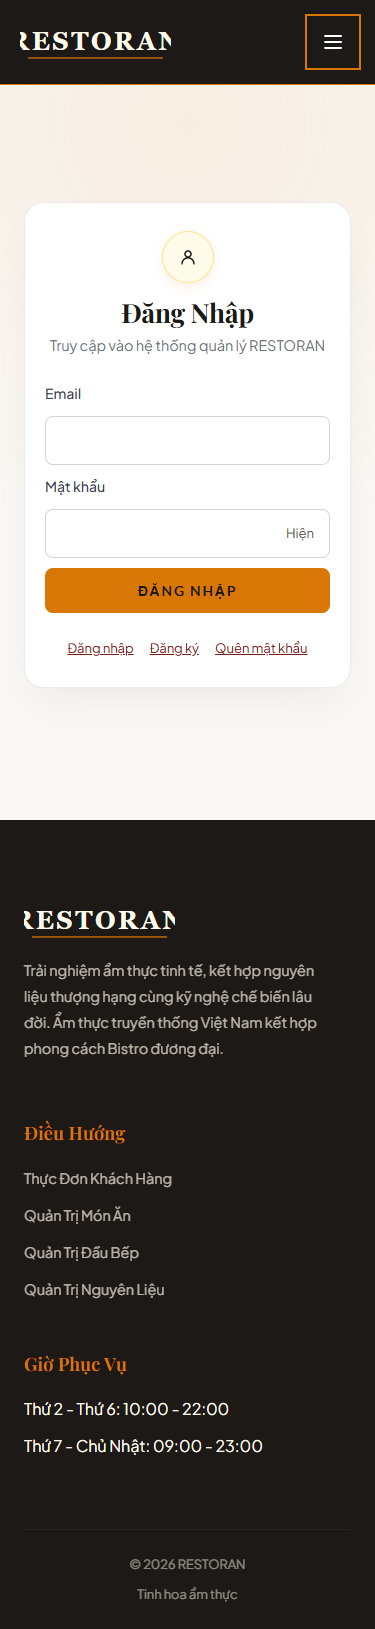 RESTORAN
Đăng Nhập
Truy cập vào hệ thống quản lý RESTORAN
Email
Mật khẩu
Hiện
ĐĂNG NHẬP
Đăng nhập Đăng ký Quên mật khẩu
RESTORAN
Trải nghiệm ẩm thực tinh tế, kết hợp nguyên
liệu thượng hạng cùng kỹ nghệ chế biến lâu
đời. Ẩm thực truyền thống Việt Nam kết hợp
phong cách Bistro đương đại.
Điều Hướng
Thực Đơn Khách Hàng
Quản Trị Món Ăn
Quản Trị Đầu Bếp
Quản Trị Nguyên Liệu
Giờ Phục Vụ
Thứ 2 - Thứ 6: 10:00 - 22:00
Thứ 7 - Chủ Nhật: 09:00 - 23:00
© 2026 RESTORAN
Tinh hoa ẩm thực